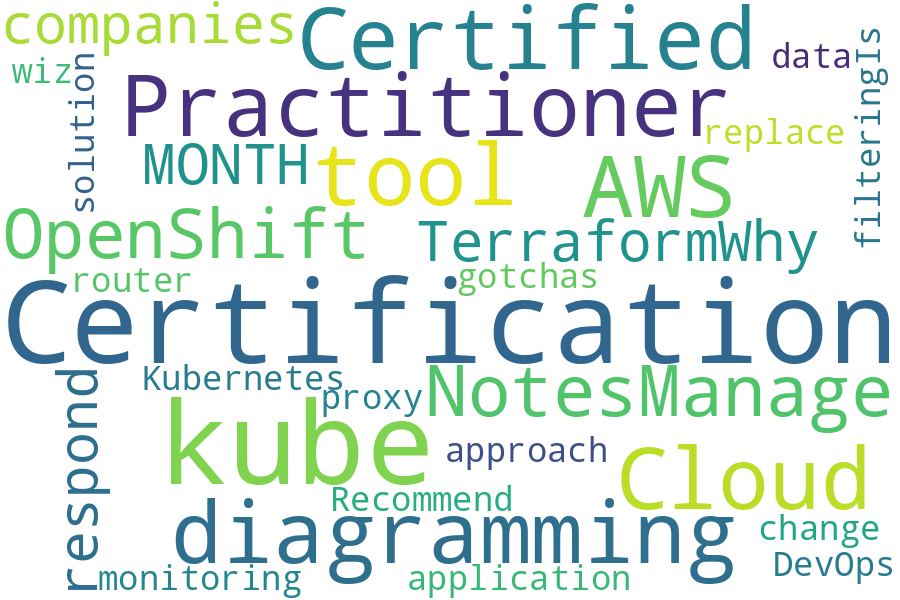 companies
Certified
wiz
solution
data
filteringIs
Practitioner
replace
MONTH
tool
AWS
OpenShift
TerraformWhy
router
gotchas
Certification
Kubernetes
respond
proxy
NotesManage
kube
approach
Cloud
Recommend
diagramming
change
DevOps
monitoring
application